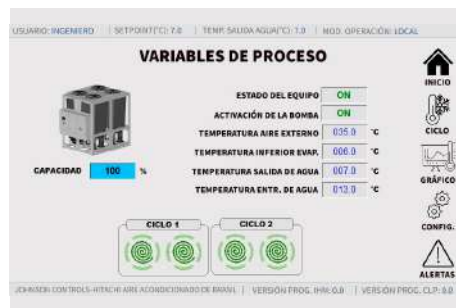 USUARIO: INGENIERO | SETPOINT(°C): 7.0 | TEMP. SALIDA AGUA(°C): 7.0 | MOD. OPERACIÓN: LOCAL
VARIABLES DE PROCESO
INICIO
ESTADO DEL EQUIPO ON
ACTIVACIÓN DE LA BOMBA ON
CICLO
TEMPERATURA AIRE EXTERNO 035.0 °C
TEMPERATURA INFERIOR EVAP. 006.0 °C
CAPACIDAD 100 %
TEMPERATURA SALIDA DE AGUA 007.0 °C
GRÁFICO
TEMPERATURA ENTR. DE AGUA 012.0 °C
CICLO 1 CICLO 2
CONFIG.
ALERTAS
JOHNSON CONTROLS-HITACHI AIRE ACONDICIONADO DE BRASIL | VERSIÓN PROG. IHM: 0.0 | VERSIÓN PROG. CLP: 0.0